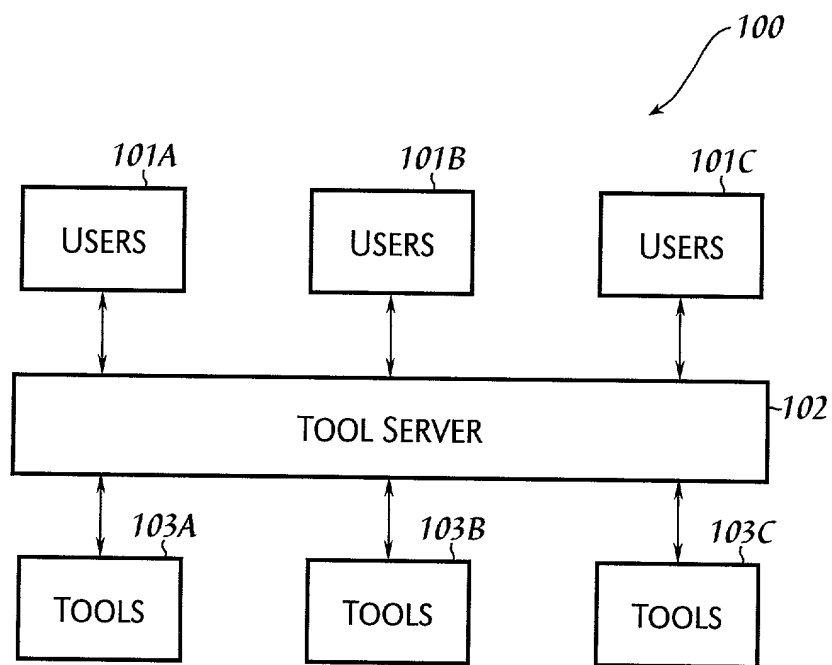 100
101A
101B
101C
USERS
USERS
USERS
102
TOOL SERVER
103A
103B
103C
TOOLS
TOOLS
TOOLS